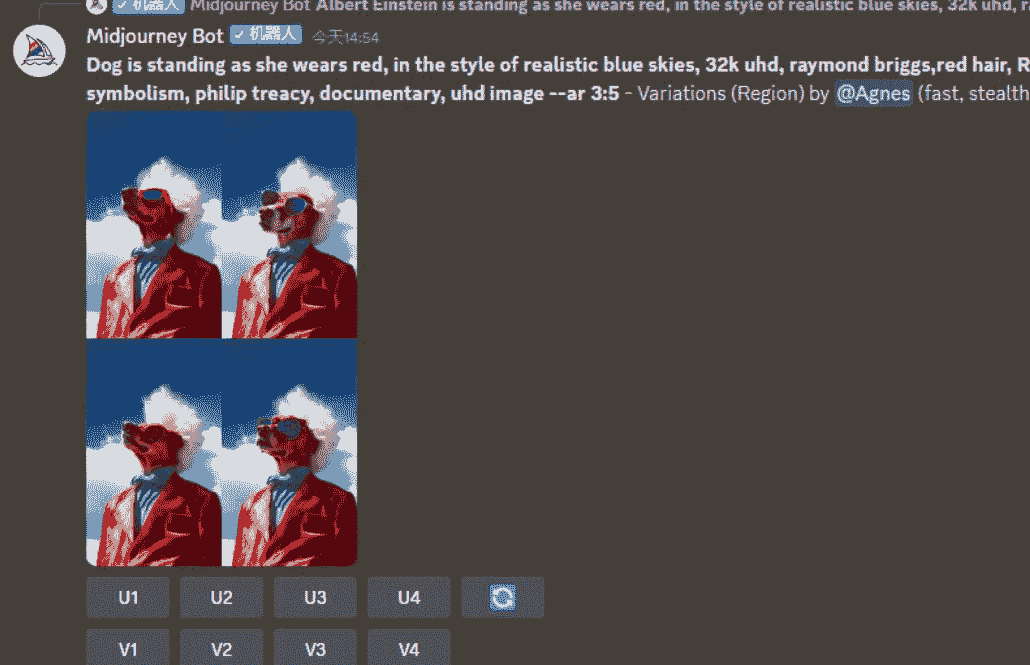 ✓ 机器人 Midjourney Bot Albert Einstein is standing as she wears red, in the style of realistic blue skies, 32k uhd,
Midjourney Bot ✓ 机器人 今天14:54
Dog is standing as she wears red, in the style of realistic blue skies, 32k uhd, raymond briggs,red hair, R
symbolism, philip treacy, documentary, uhd image --ar 3:5 - Variations (Region) by @Agnes (fast, stealth
U1 U2 U3 U4
V1 V2 V3 V4